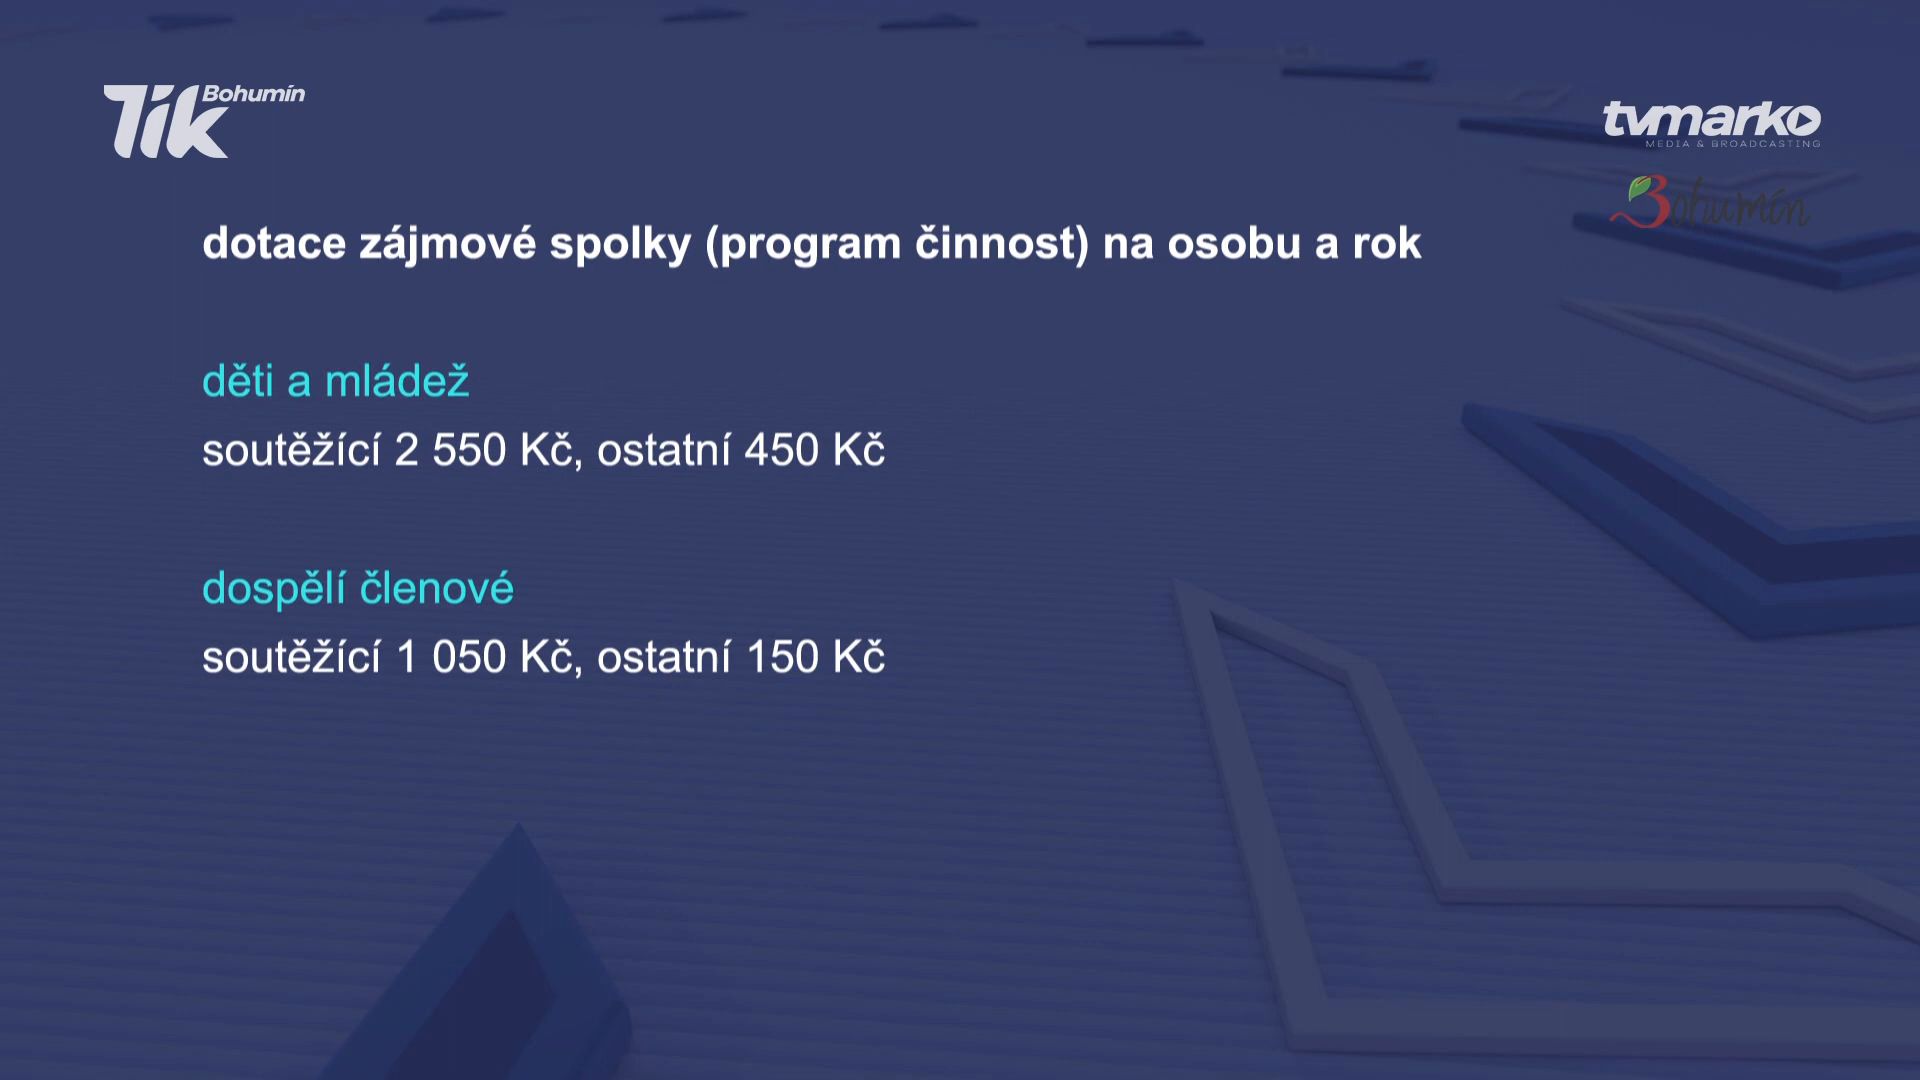 Tik Bohumín
tvmarko
MEDIA & BROADCASTING
Bohumín
dotace zájmové spolky (program činnost) na osobu a rok
děti a mládež
soutěžící 2 550 Kč, ostatní 450 Kč
dospělí členové
soutěžící 1 050 Kč, ostatní 150 Kč